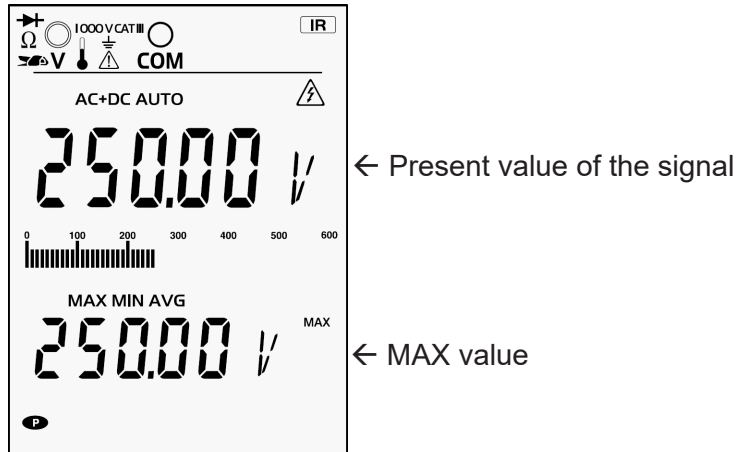 IR
Ω 1000 V CAT III
V COM
AC+DC AUTO
250.00 V
← Present value of the signal
0 100 200 300 400 500 600
MAX MIN AVG
MAX
250.00 V
← MAX value
P